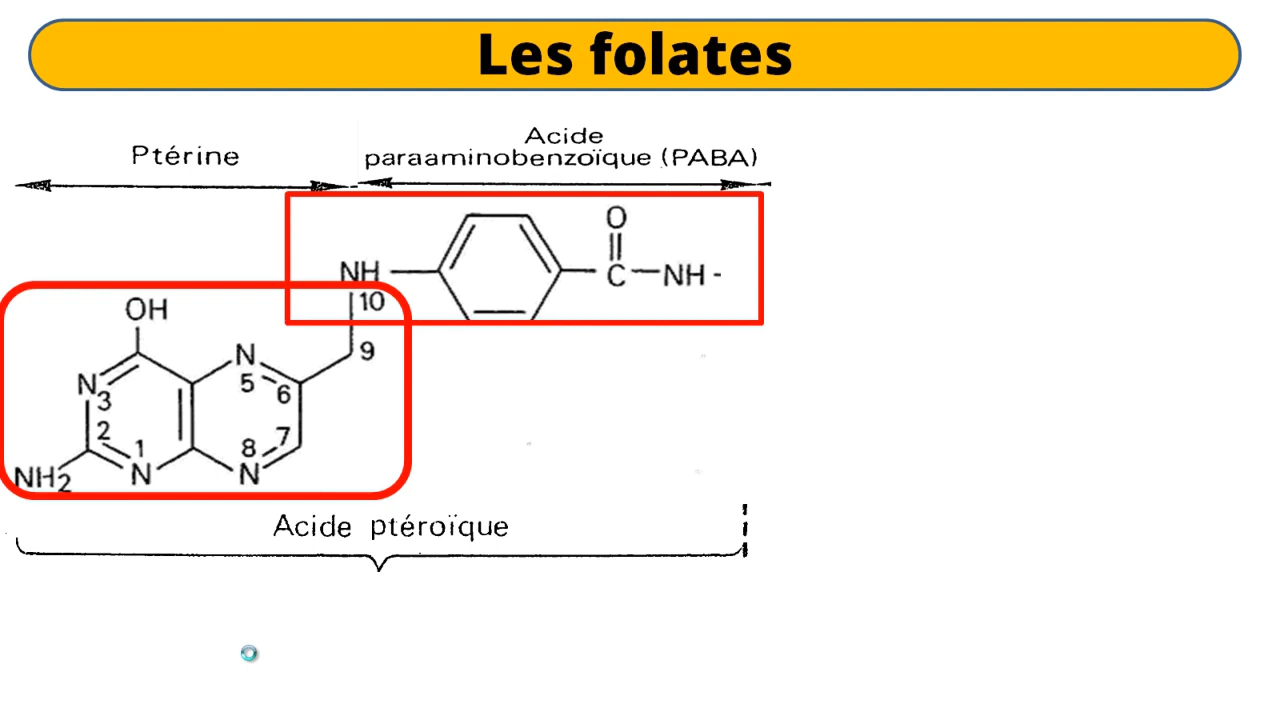 Les folates
Ptérine
Acide
paraaminobenzoïque (PABA)
O
NH
C
NH -
10
OH
9
N
5
6
N
3
2
1
8
7
NH2
N
N
Acide ptéroïque